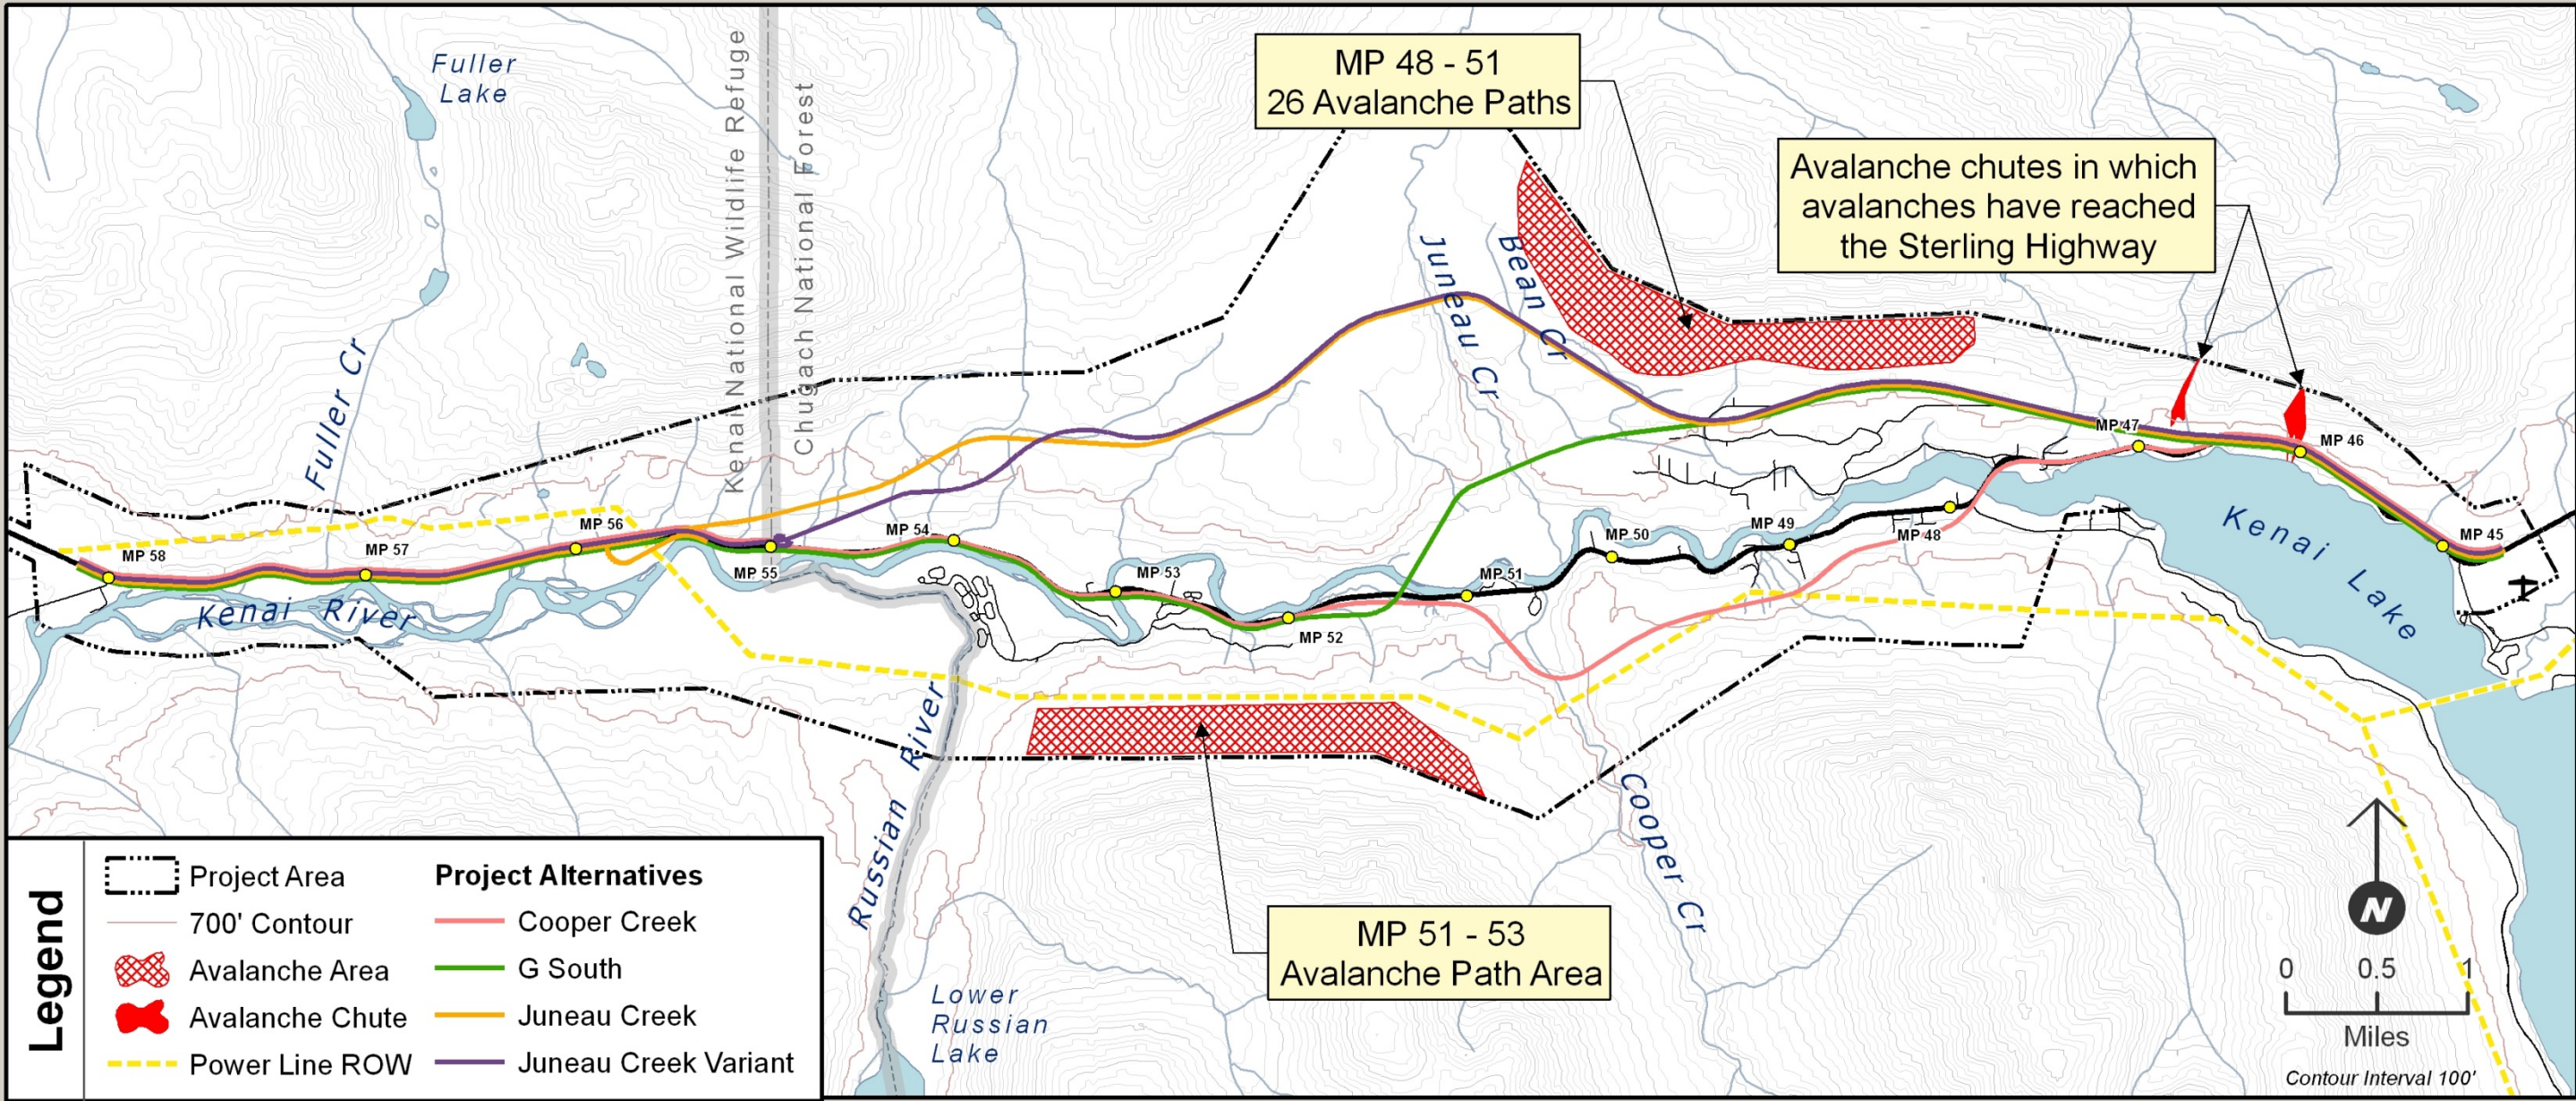 Fuller
Lake
Kenai National Wildlife Refuge
Chugach National Forest
MP 48 - 51
26 Avalanche Paths
Avalanche chutes in which
avalanches have reached
the Sterling Highway
Juneau Cr
Bean Cr
Fuller Cr
MP 58
MP 57
MP 56
MP 55
MP 54
MP 53
MP 52
MP 51
MP 50
MP 49
MP 48
MP 47
MP 46
MP 45
Kenai River
Kenai Lake
Russian River
Cooper Cr
MP 51 - 53
Avalanche Path Area
Lower
Russian
Lake
Legend
Project Area
700' Contour
Avalanche Area
Avalanche Chute
Power Line ROW
Project Alternatives
Cooper Creek
G South
Juneau Creek
Juneau Creek Variant
N
0 0.5 1
Miles
Contour Interval 100'